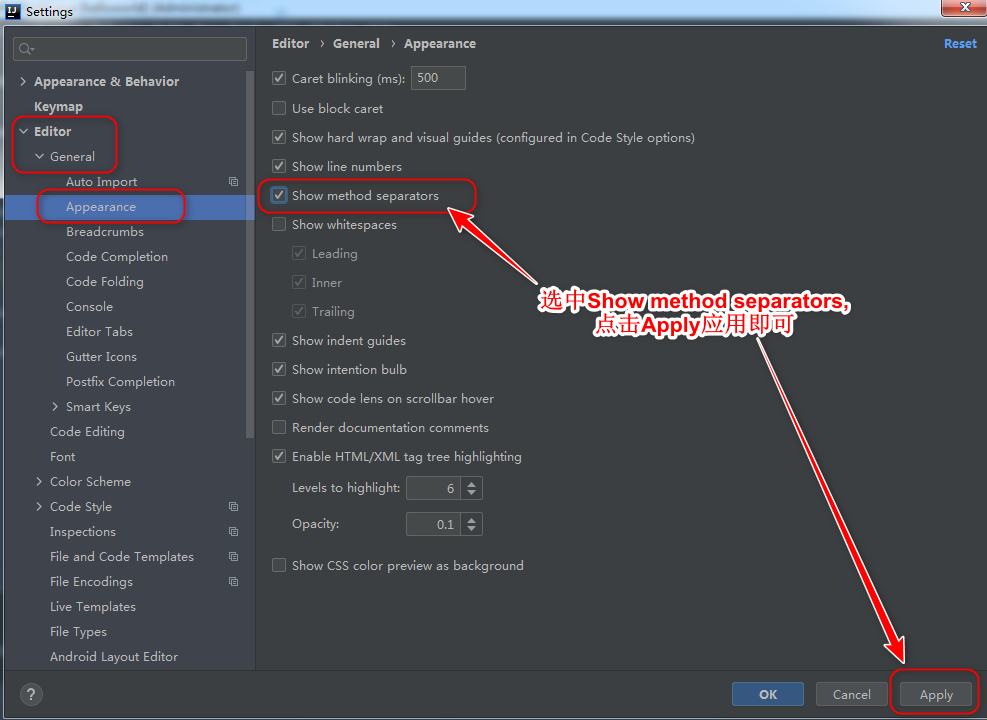 Settings
Editor › General › Appearance
Reset
Appearance & Behavior
Keymap
Editor
General
Auto Import
Appearance
Breadcrumbs
Code Completion
Code Folding
Console
Editor Tabs
Gutter Icons
Postfix Completion
Smart Keys
Code Editing
Font
Color Scheme
Code Style
Inspections
File and Code Templates
File Encodings
Live Templates
File Types
Android Layout Editor
Caret blinking (ms): 500
Use block caret
Show hard wrap and visual guides (configured in Code Style options)
Show line numbers
Show method separators
Show whitespaces
Leading
Inner
Trailing
Show indent guides
Show intention bulb
Show code lens on scrollbar hover
Render documentation comments
Enable HTML/XML tag tree highlighting
Levels to highlight: 6
Opacity: 0.1
Show CSS color preview as background
选中Show method separators,
点击Apply应用即可
?
OK
Cancel
Apply